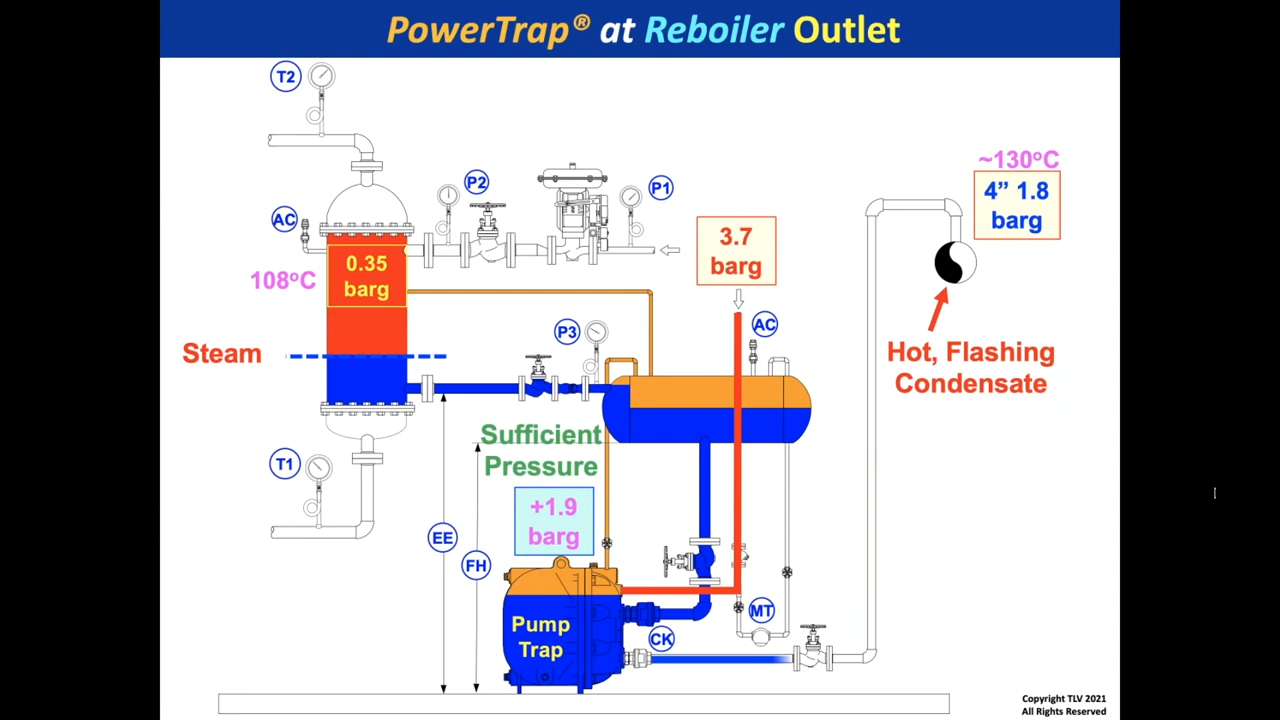 PowerTrap® at Reboiler Outlet
T2
~130°C
P2
P1
4” 1.8
barg
AC
3.7
barg
0.35
barg
108°C
AC
P3
Steam
Hot, Flashing
Condensate
Sufficient
Pressure
T1
+1.9
barg
EE
FH
Pump
Trap
MT
CK
Copyright TLV 2021
All Rights Reserved